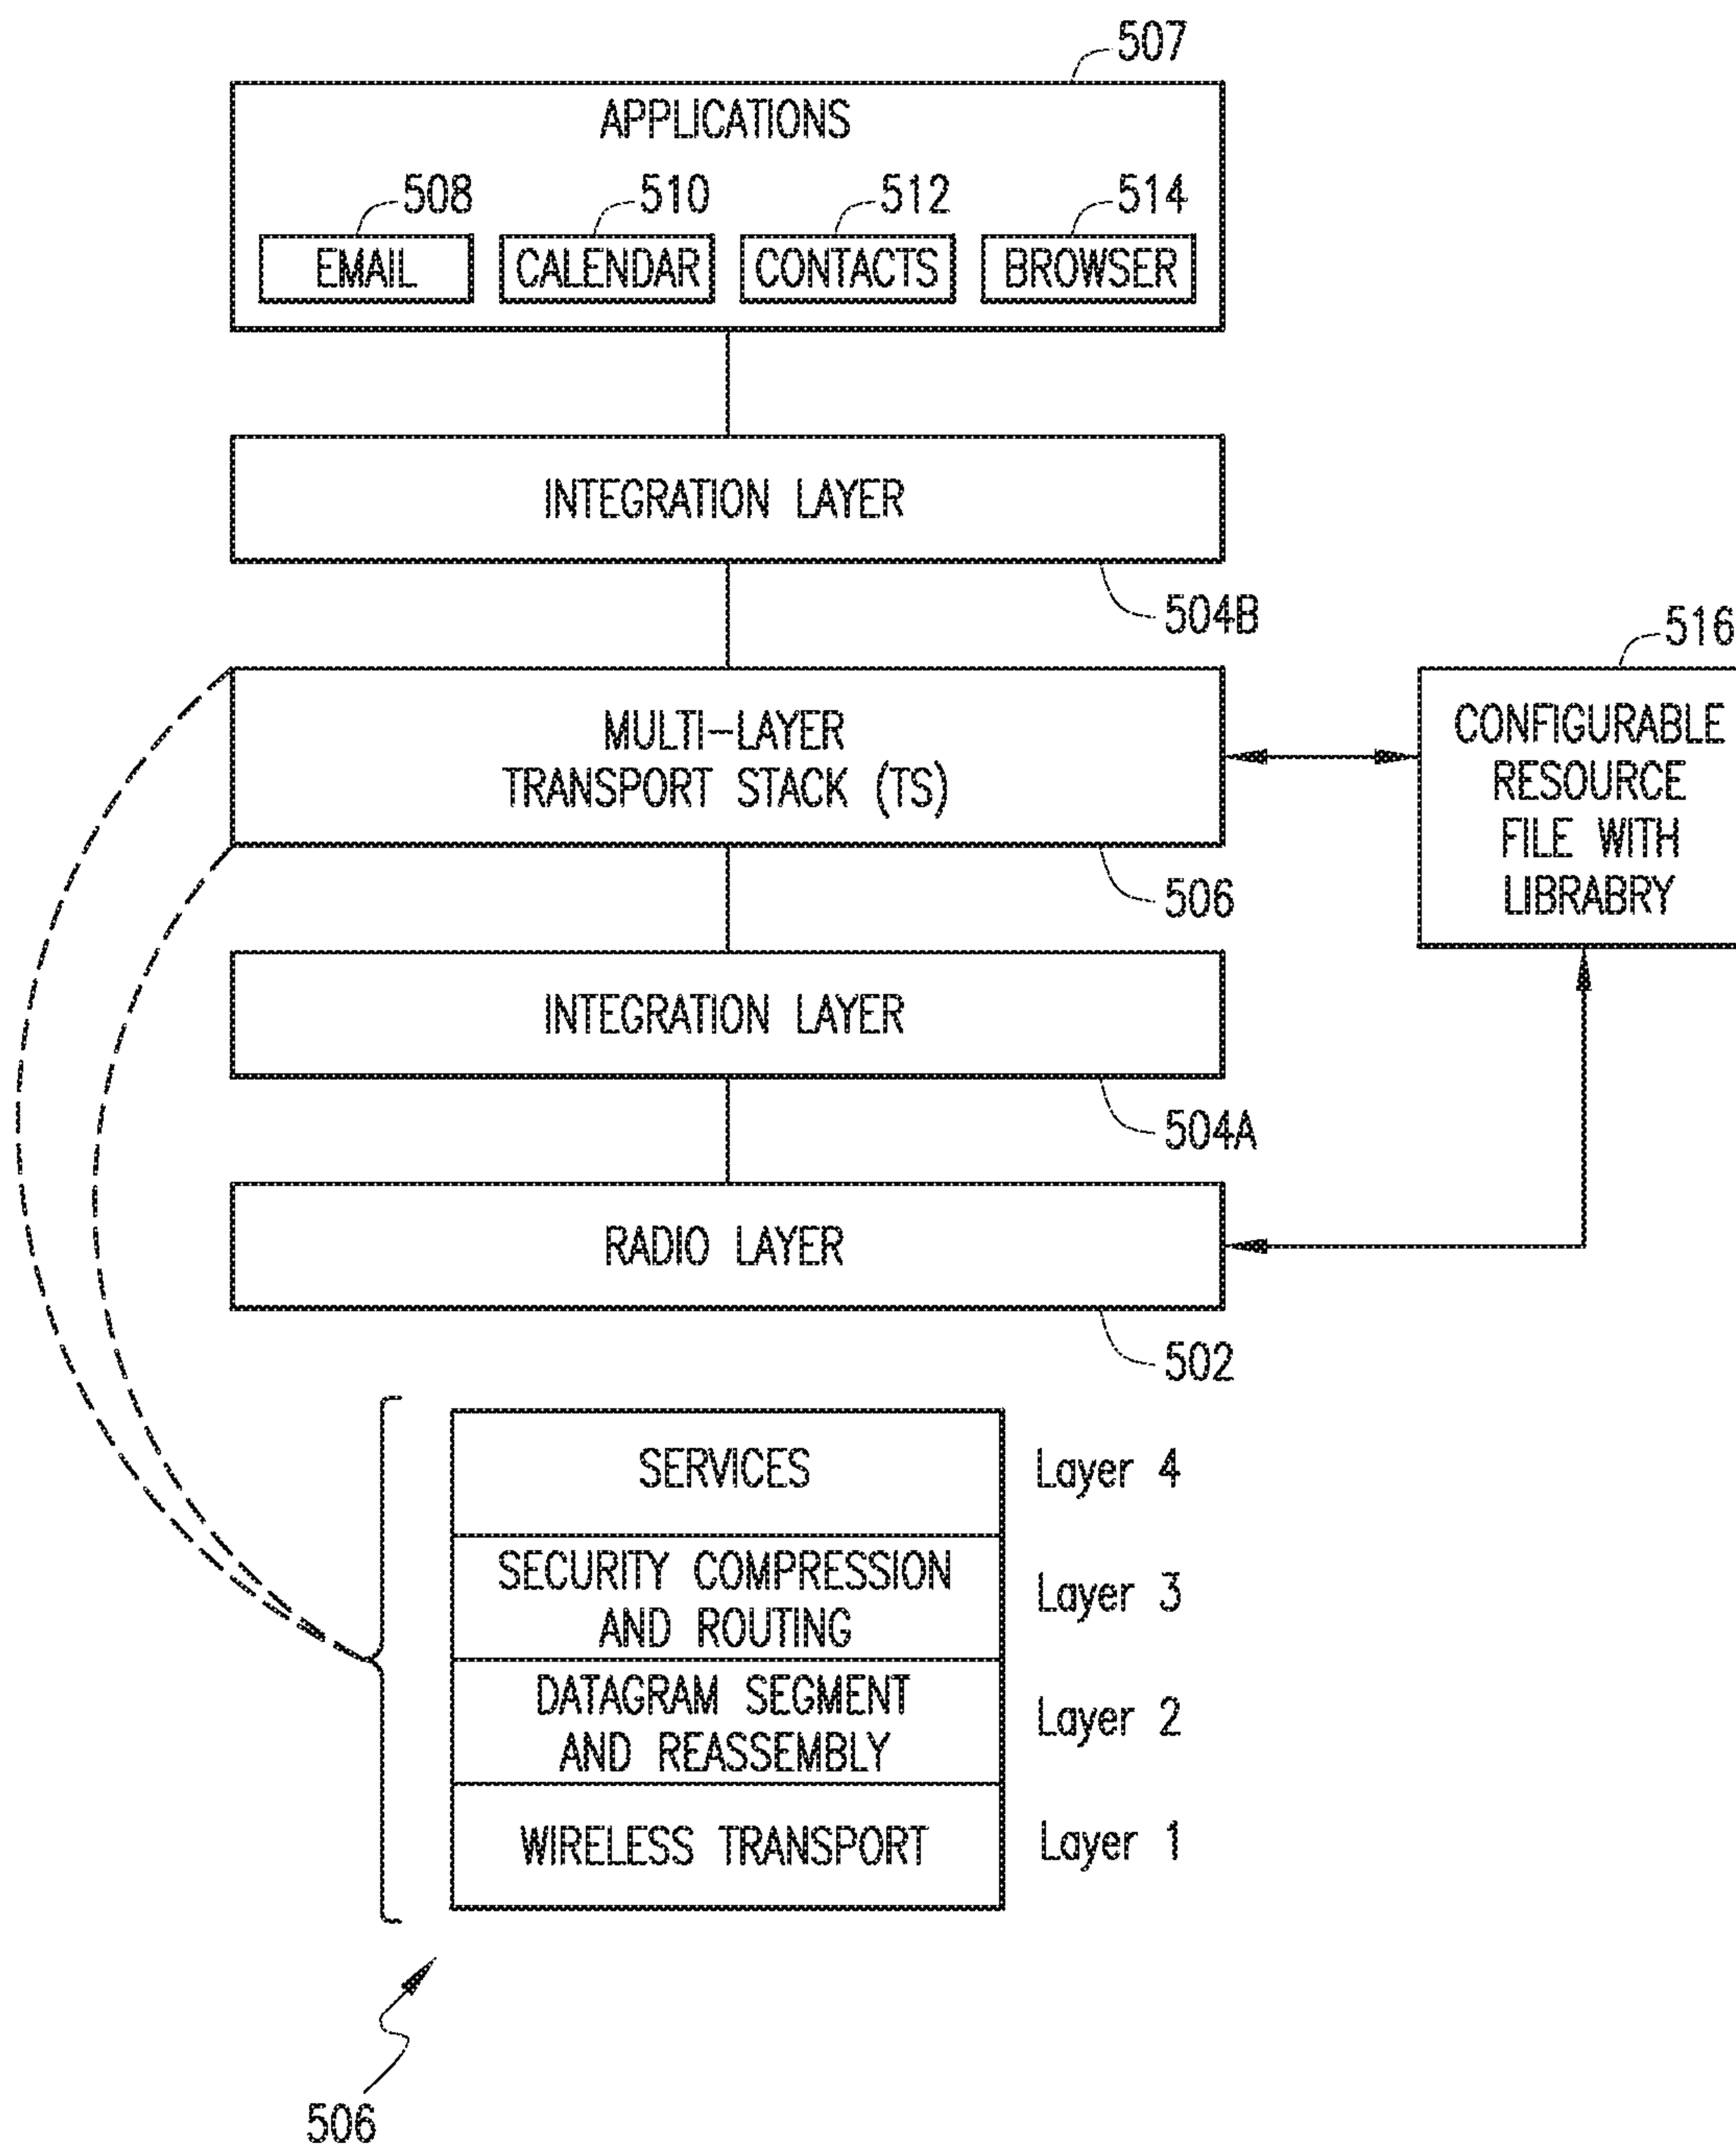 507
APPLICATIONS
508
510
512
514
EMAIL
CALENDAR
CONTACTS
BROWSER
INTEGRATION LAYER
504B
516
MULTI-LAYER
TRANSPORT STACK (TS)
CONFIGURABLE
RESOURCE
FILE WITH
LIBRABRY
506
INTEGRATION LAYER
504A
RADIO LAYER
502
SERVICES
Layer 4
SECURITY COMPRESSION
AND ROUTING
Layer 3
DATAGRAM SEGMENT
AND REASSEMBLY
Layer 2
WIRELESS TRANSPORT
Layer 1
506